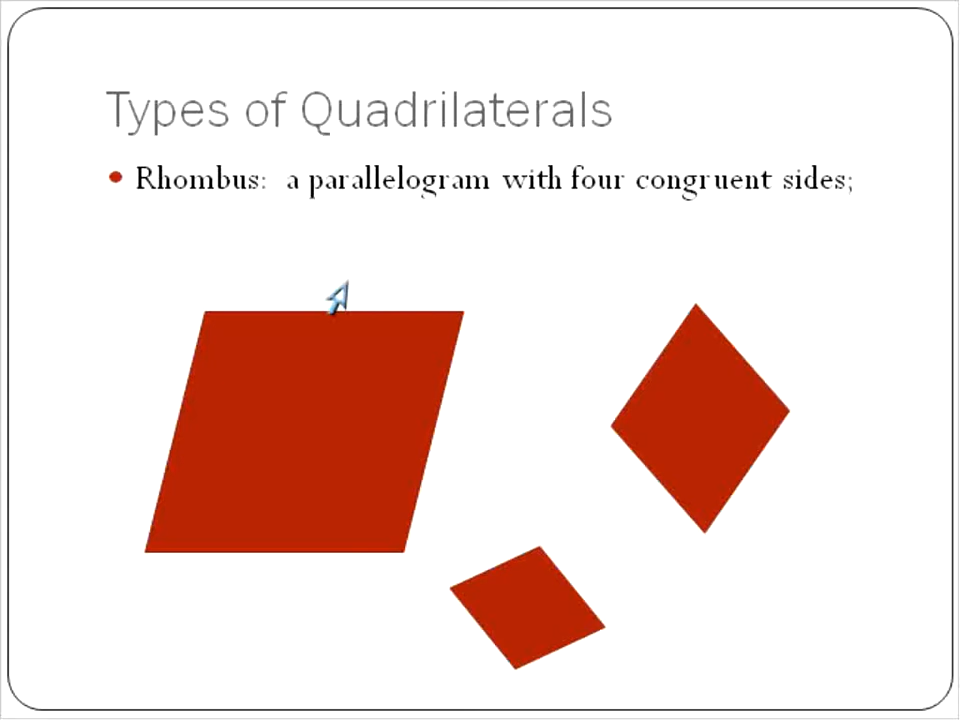 Types of Quadrilaterals
Rhombus: a parallelogram with four congruent sides;